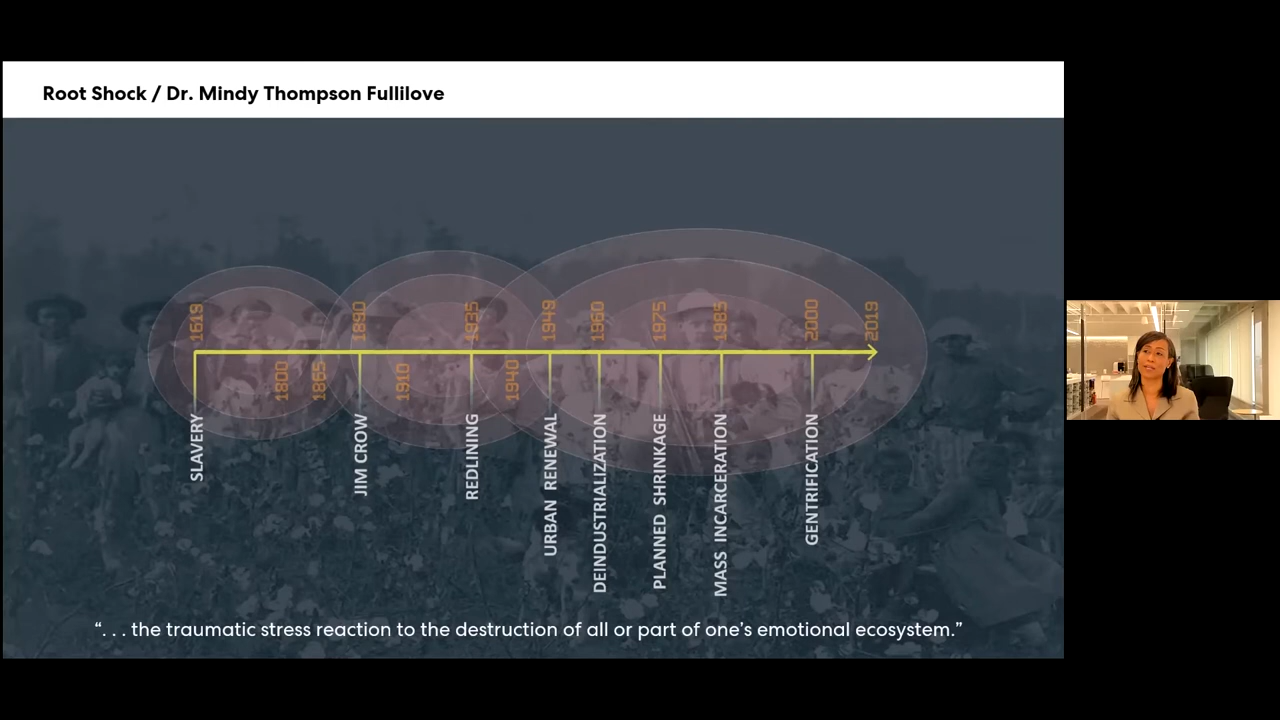 Root Shock / Dr. Mindy Thompson Fullilove
1619
1800
1865
1890
1910
1935
1940
1949
1960
1975
1985
2000
2019
SLAVERY
JIM CROW
REDLINING
URBAN RENEWAL
DEINDUSTRIALIZATION
PLANNED SHRINKAGE
MASS INCARCERATION
GENTRIFICATION
“. . . the traumatic stress reaction to the destruction of all or part of one’s emotional ecosystem.”